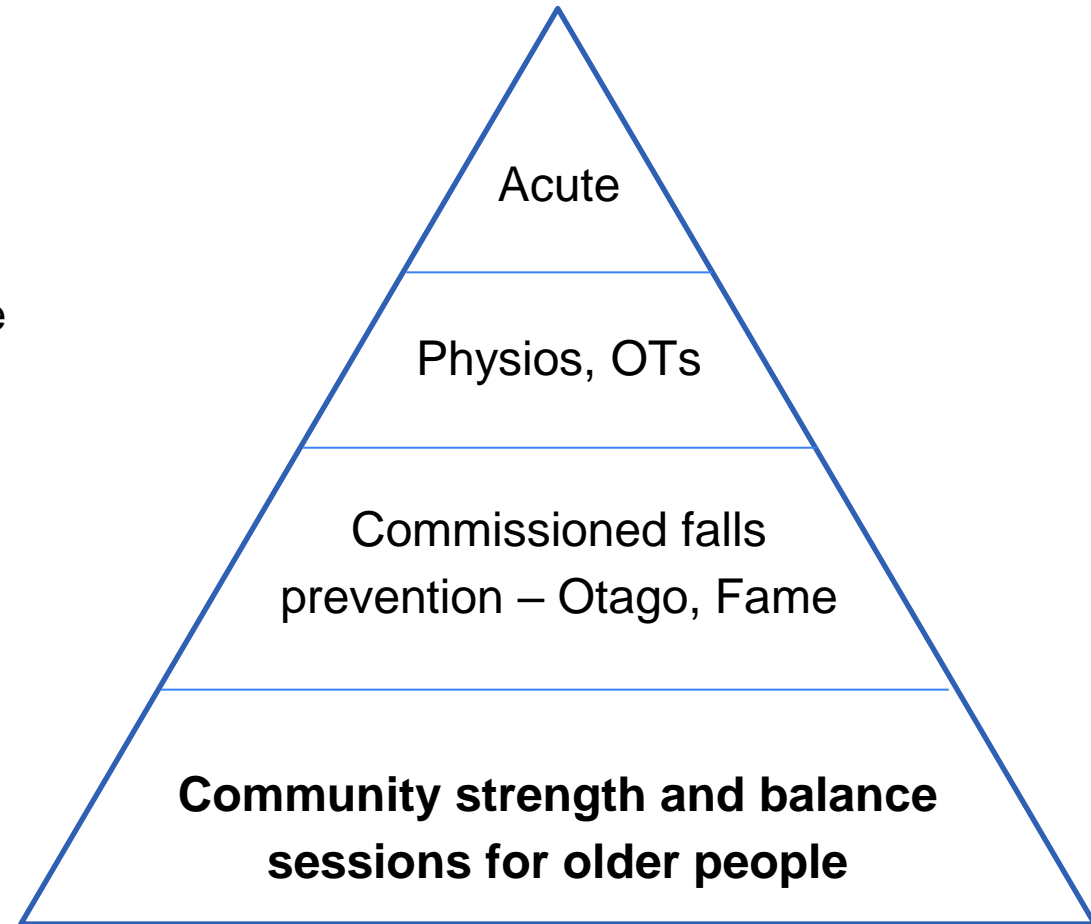 Acute
e
Physios, OTs
Commissioned falls
prevention – Otago, Fame
Community strength and balance
sessions for older people